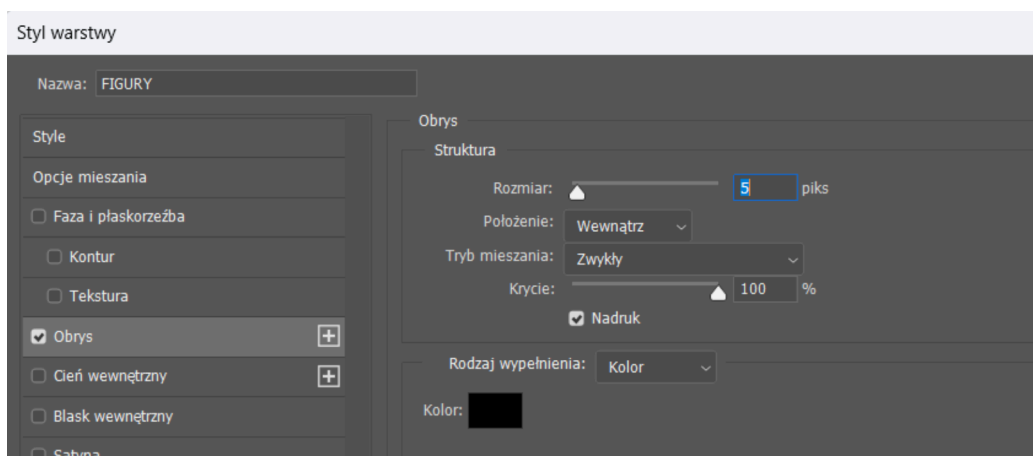 Styl warstwy
Nazwa: FIGURY
Style
Opcje mieszania
Faza i płaskorzeźba
Kontur
Tekstura
Obrys
Cień wewnętrzny
Blask wewnętrzny
Satyna
Obrys
Struktura
Rozmiar: 5 piks
Położenie: Wewnątrz
Tryb mieszania: Zwykły
Krycie: 100 %
Nadruk
Rodzaj wypełnienia: Kolor
Kolor: